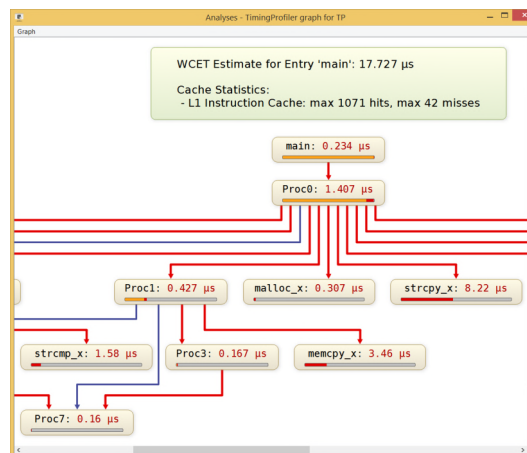 Analyses - TimingProfiler graph for TP
Graph
WCET Estimate for Entry 'main': 17.727 µs
Cache Statistics:
- L1 Instruction Cache: max 1071 hits, max 42 misses
main: 0.234 µs
Proc0: 1.407 µs
Proc1: 0.427 µs
malloc_x: 0.307 µs
strcpy_x: 8.22 µs
strcmp_x: 1.58 µs
Proc3: 0.167 µs
memcpy_x: 3.46 µs
Proc7: 0.16 µs